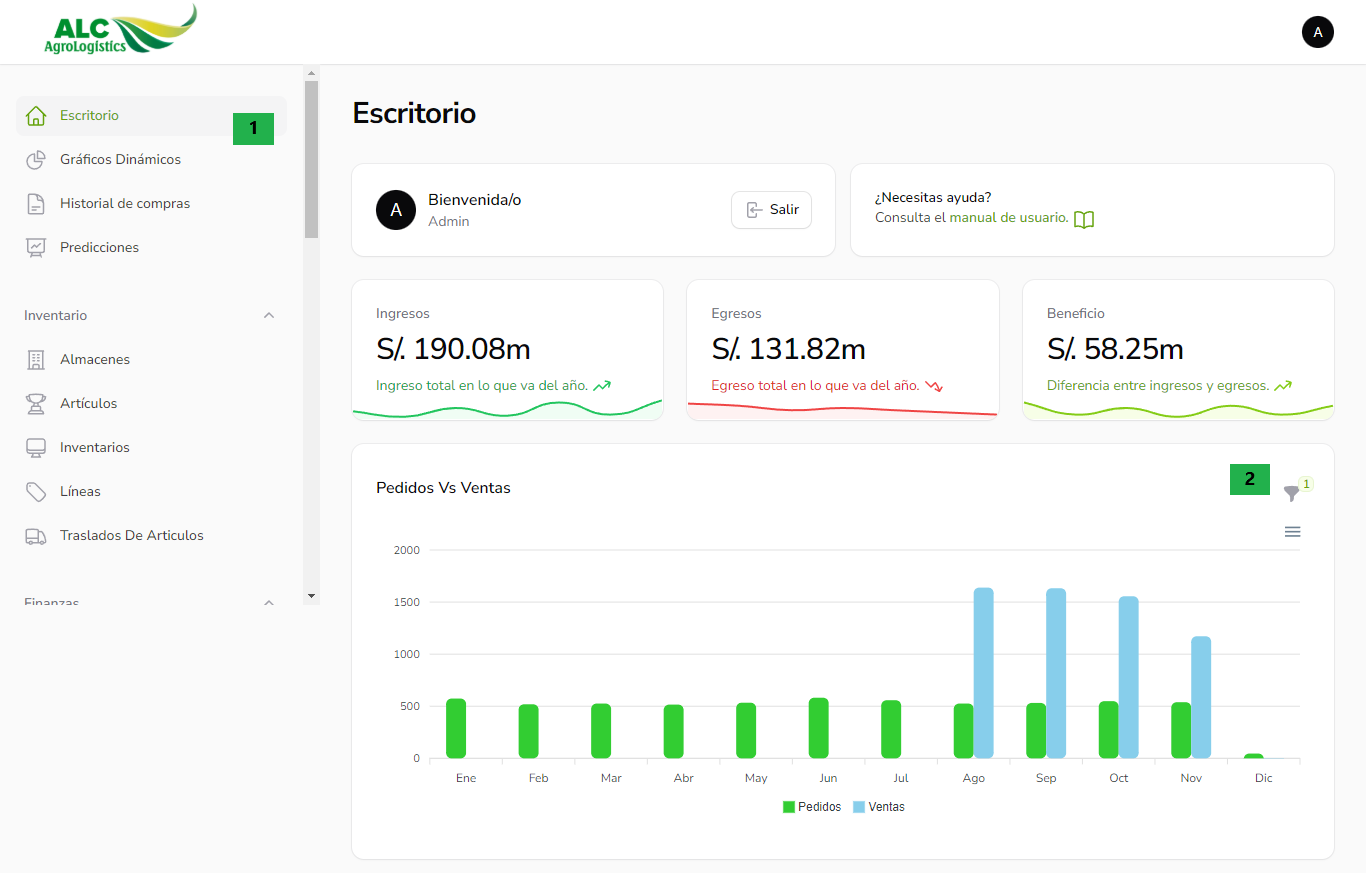 ALC
AgroLogístics
A
Escritorio
1
Gráficos Dinámicos
Historial de compras
Predicciones
Inventario
Almacenes
Artículos
Inventarios
Líneas
Traslados De Articulos
Finanzas
Escritorio
A
Bienvenida/o
Admin
Salir
¿Necesitas ayuda?
Consulta el manual de usuario.
Ingresos
S/. 190.08m
Ingreso total en lo que va del año.
Egresos
S/. 131.82m
Egreso total en lo que va del año.
Beneficio
S/. 58.25m
Diferencia entre ingresos y egresos.
Pedidos Vs Ventas
2
1
2000
1500
1000
500
0
Ene Feb Mar Abr May Jun Jul Ago Sep Oct Nov Dic
Pedidos Ventas